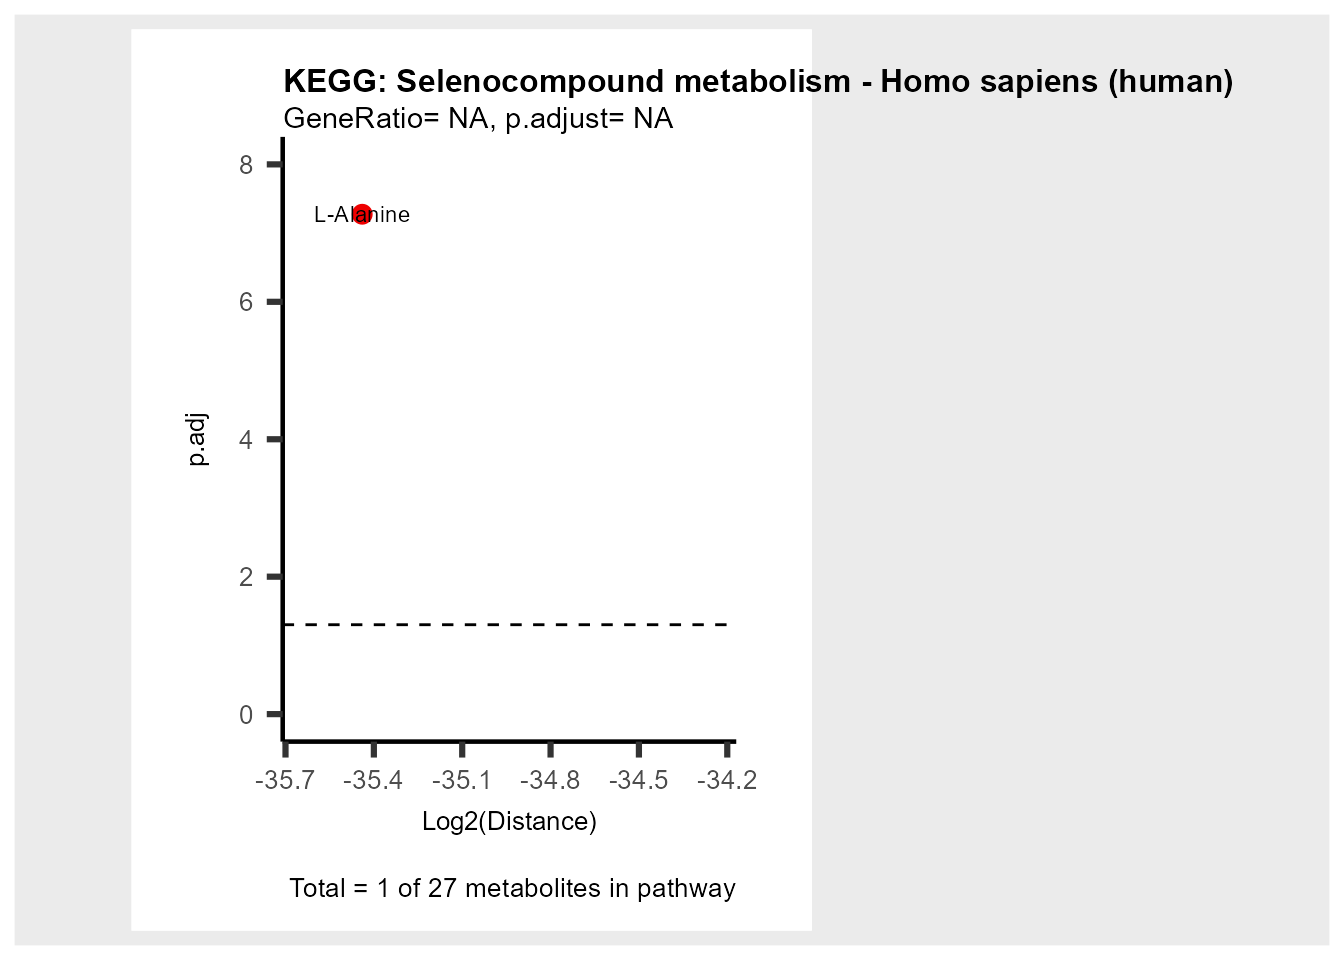 KEGG: Selenocompound metabolism - Homo sapiens (human)
GeneRatio= NA, p.adjust= NA
8
L-Alanine
6
p.adj
4
2
0
-35.7 -35.4 -35.1 -34.8 -34.5 -34.2
Log2(Distance)
Total = 1 of 27 metabolites in pathway